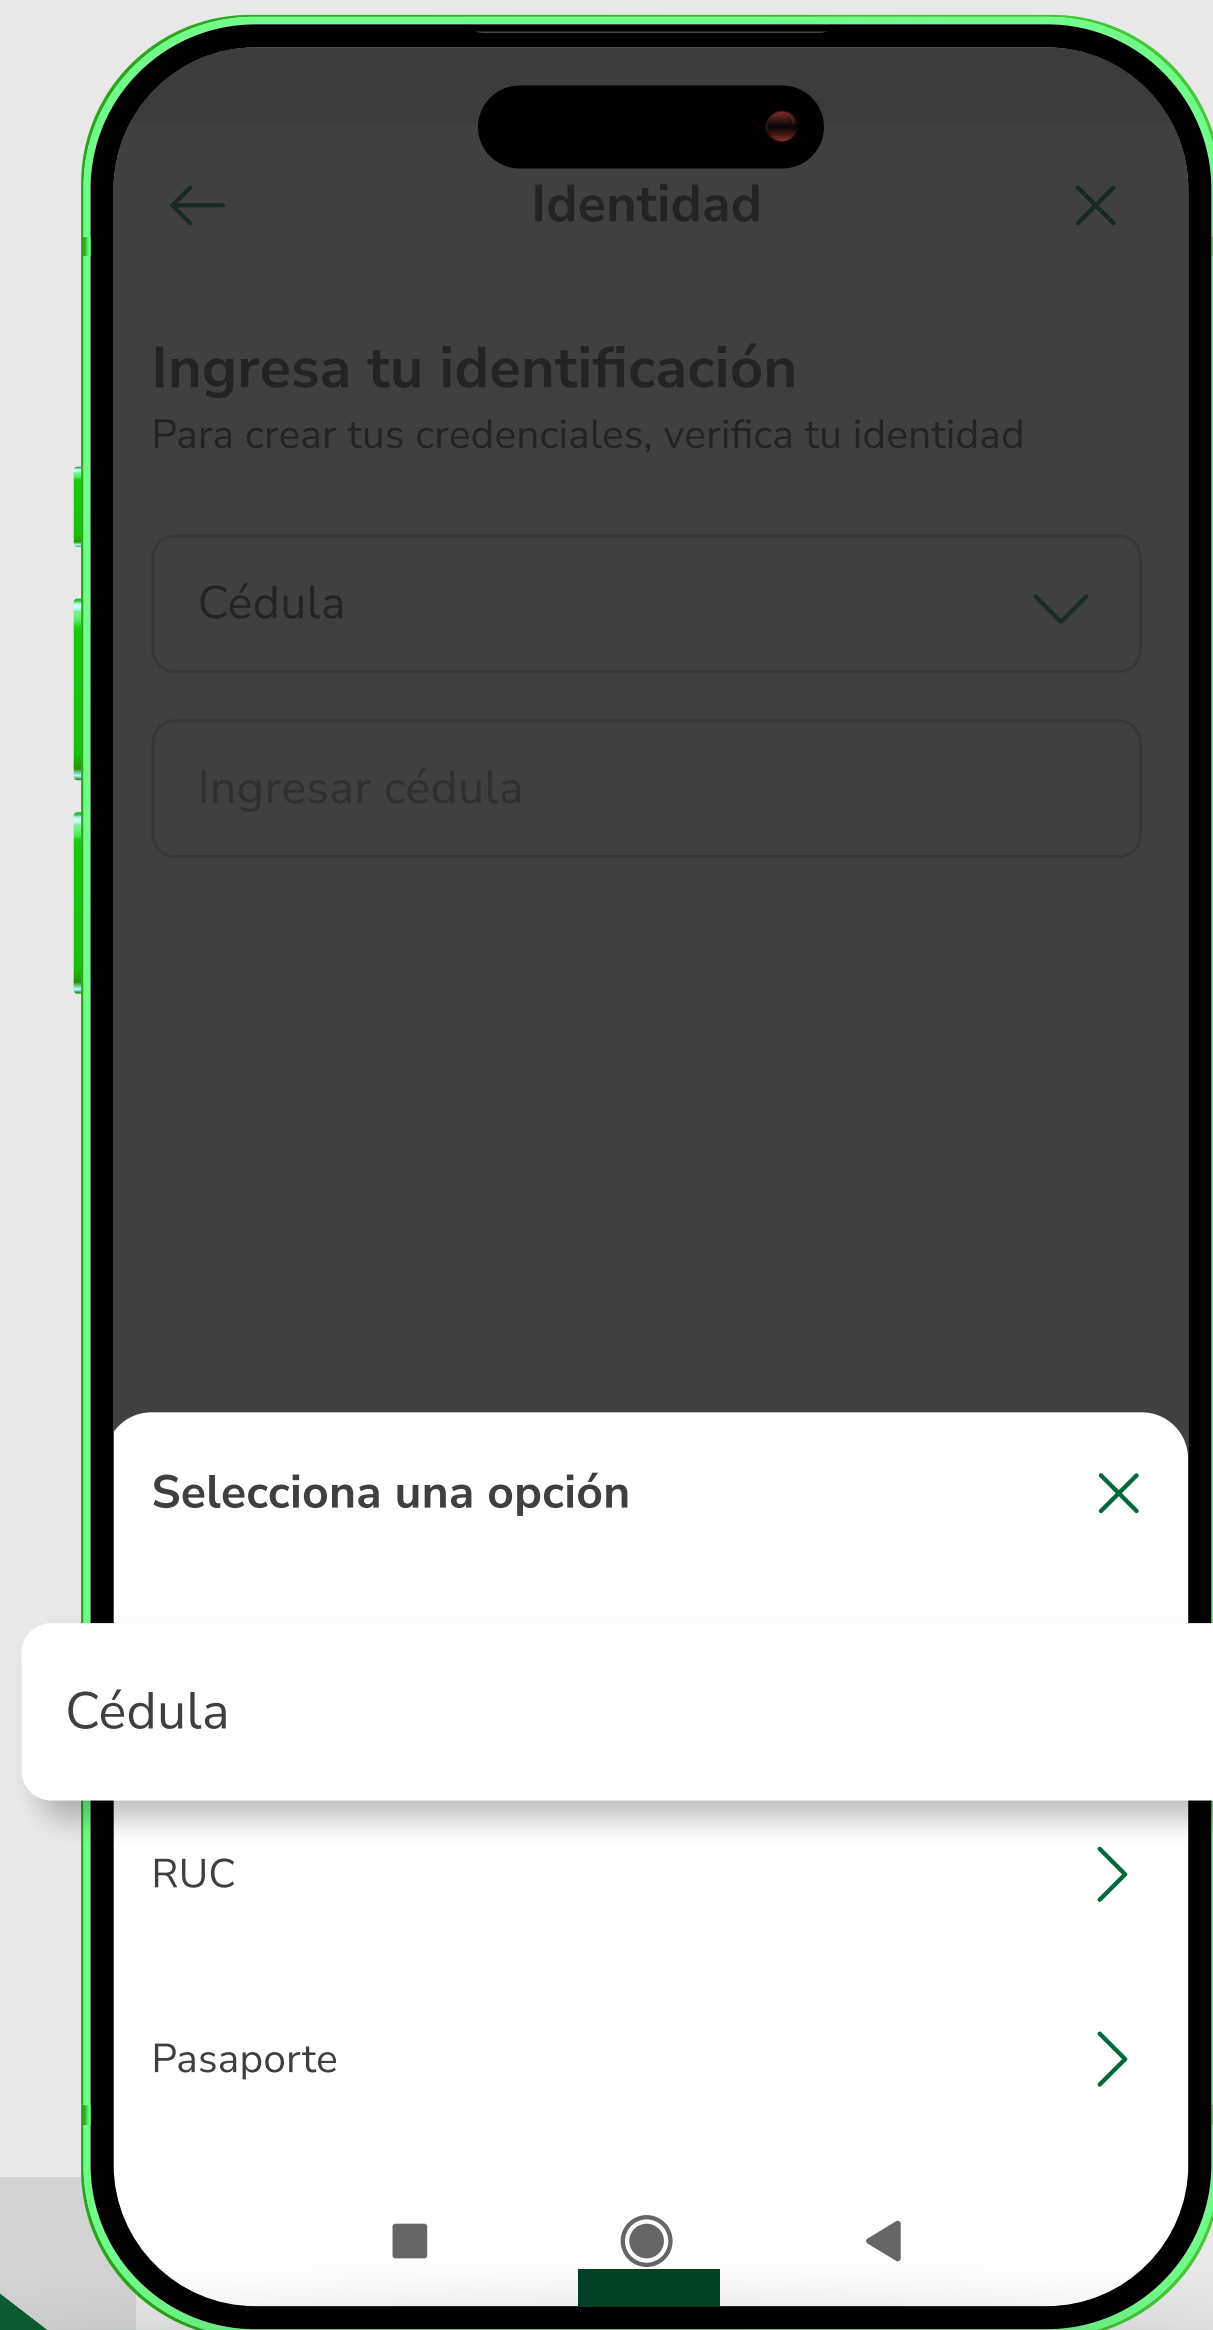 Identidad
Ingresa tu identificación
Para crear tus credenciales, verifica tu identidad
Cédula
Ingresar cédula
Selecciona una opción
Cédula
RUC
Pasaporte